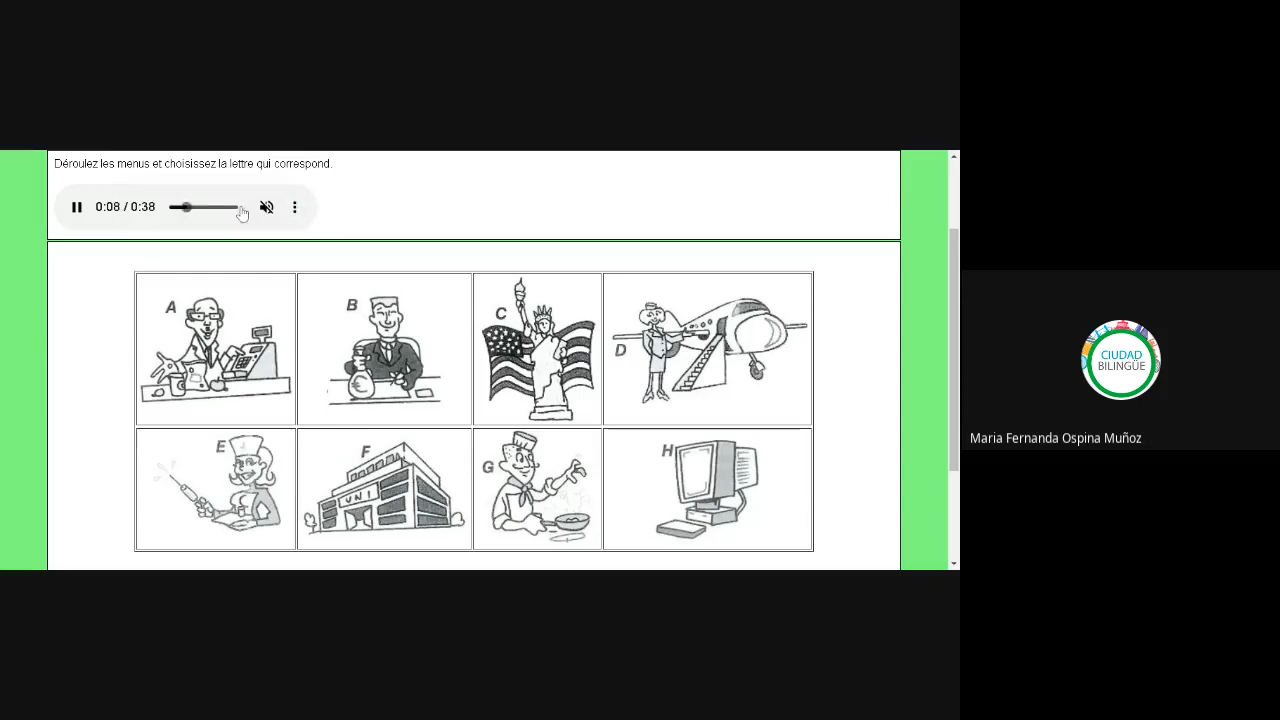 Déroulez les menus et choisissez la lettre qui correspond.
0:08 / 0:38
A
B
C
D
E
F
UNI
G
H
CIUDAD
BILINGÜE
Maria Fernanda Ospina Muñoz